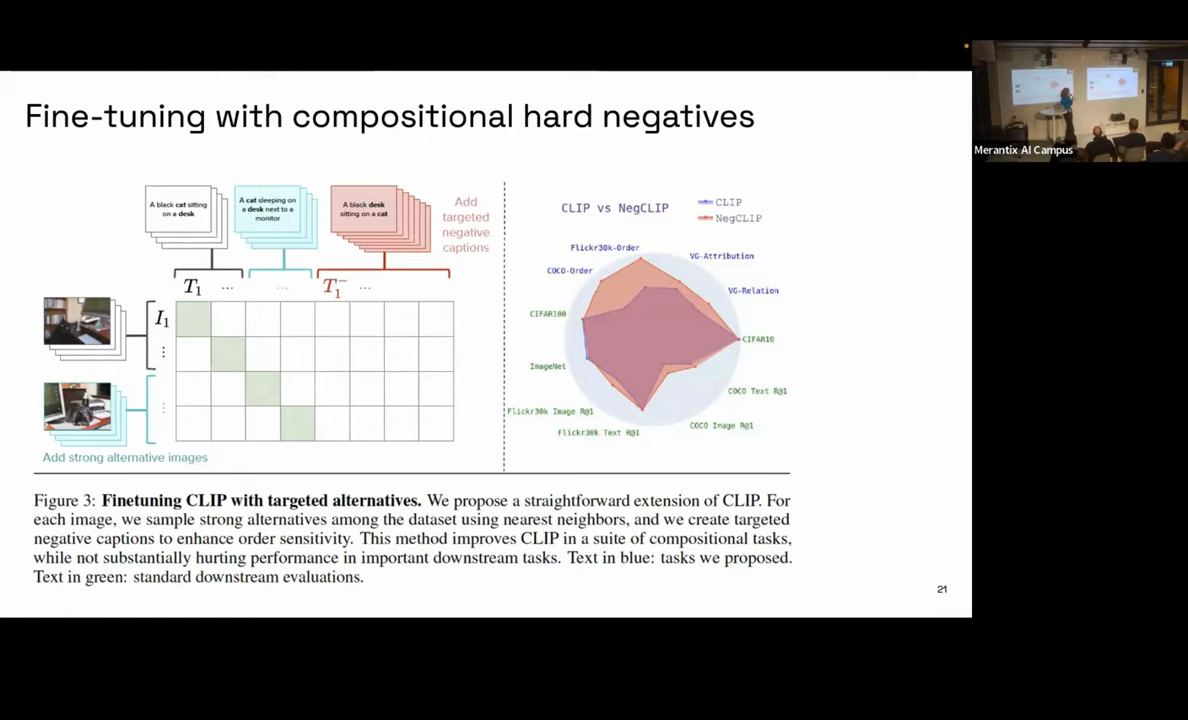 Fine-tuning with compositional hard negatives
A black cat sitting
on a desk
A cat sleeping on
a desk next to a
monitor
A black desk
sitting on a cat
Add
targeted
negative
captions
T1
...
...
T1-
...
I1
⋮
⋮
Add strong alternative images
CLIP vs NegCLIP
CLIP
NegCLIP
Flickr30k-Order
VG-Attribution
COCO-Order
VG-Relation
CIFAR100
CIFAR10
ImageNet
COCO Text R@1
Flickr30k Image R@1
COCO Image R@1
Flickr30k Text R@1
Figure 3: Finetuning CLIP with targeted alternatives. We propose a straightforward extension of CLIP. For
each image, we sample strong alternatives among the dataset using nearest neighbors, and we create targeted
negative captions to enhance order sensitivity. This method improves CLIP in a suite of compositional tasks,
while not substantially hurting performance in important downstream tasks. Text in blue: tasks we proposed.
Text in green: standard downstream evaluations.
21
Merantix AI Campus